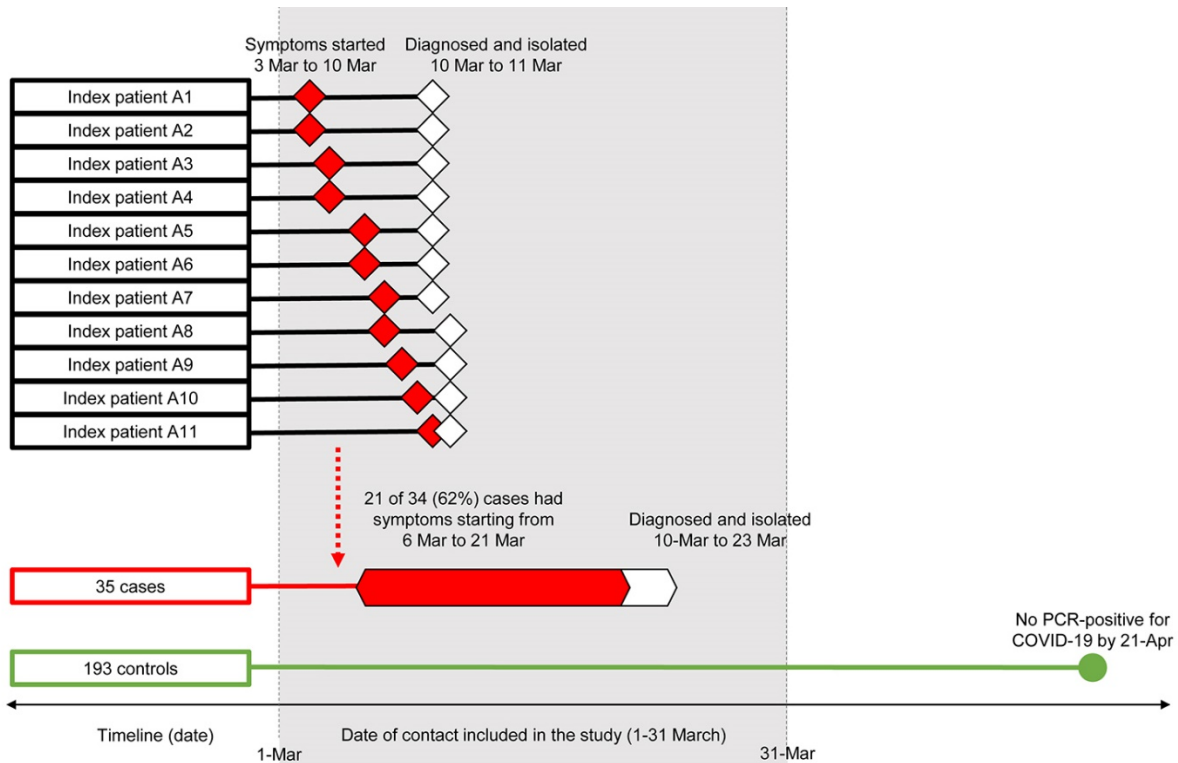 Symptoms started
3 Mar to 10 Mar
Diagnosed and isolated
10 Mar to 11 Mar
Index patient A1
Index patient A2
Index patient A3
Index patient A4
Index patient A5
Index patient A6
Index patient A7
Index patient A8
Index patient A9
Index patient A10
Index patient A11
21 of 34 (62%) cases had
symptoms starting from
6 Mar to 21 Mar
Diagnosed and isolated
10-Mar to 23 Mar
35 cases
No PCR-positive for
COVID-19 by 21-Apr
193 controls
Timeline (date)
Date of contact included in the study (1-31 March)
1-Mar
31-Mar